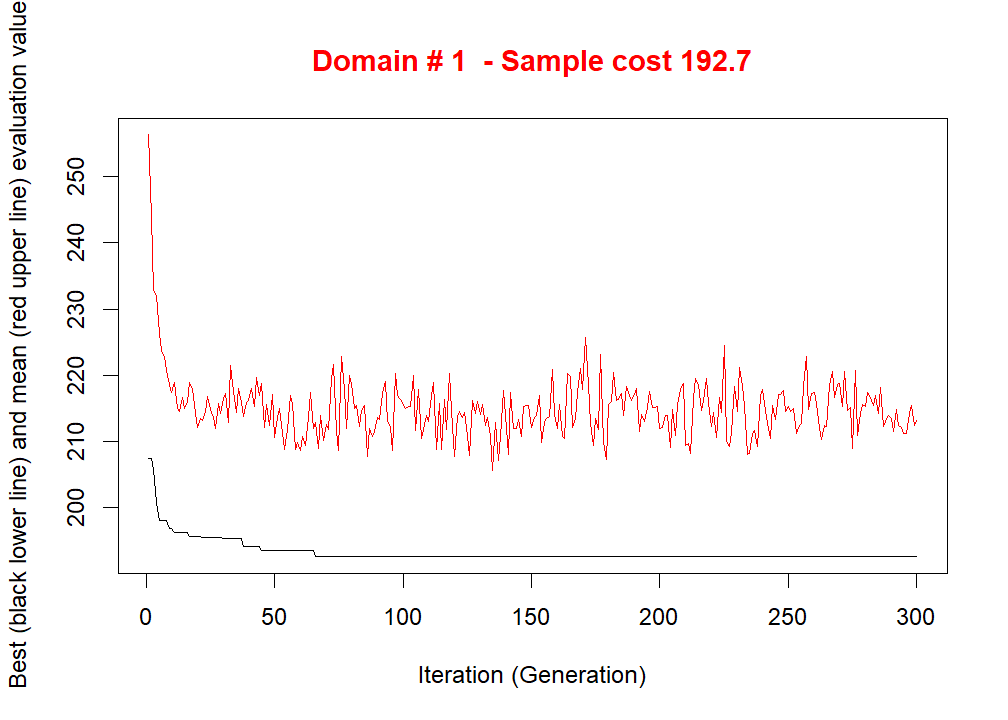 Domain # 1  - Sample cost 192.7
Best (black lower line) and mean (red upper line) evaluation value
250
240
230
220
210
200
0 50 100 150 200 250 300
Iteration (Generation)